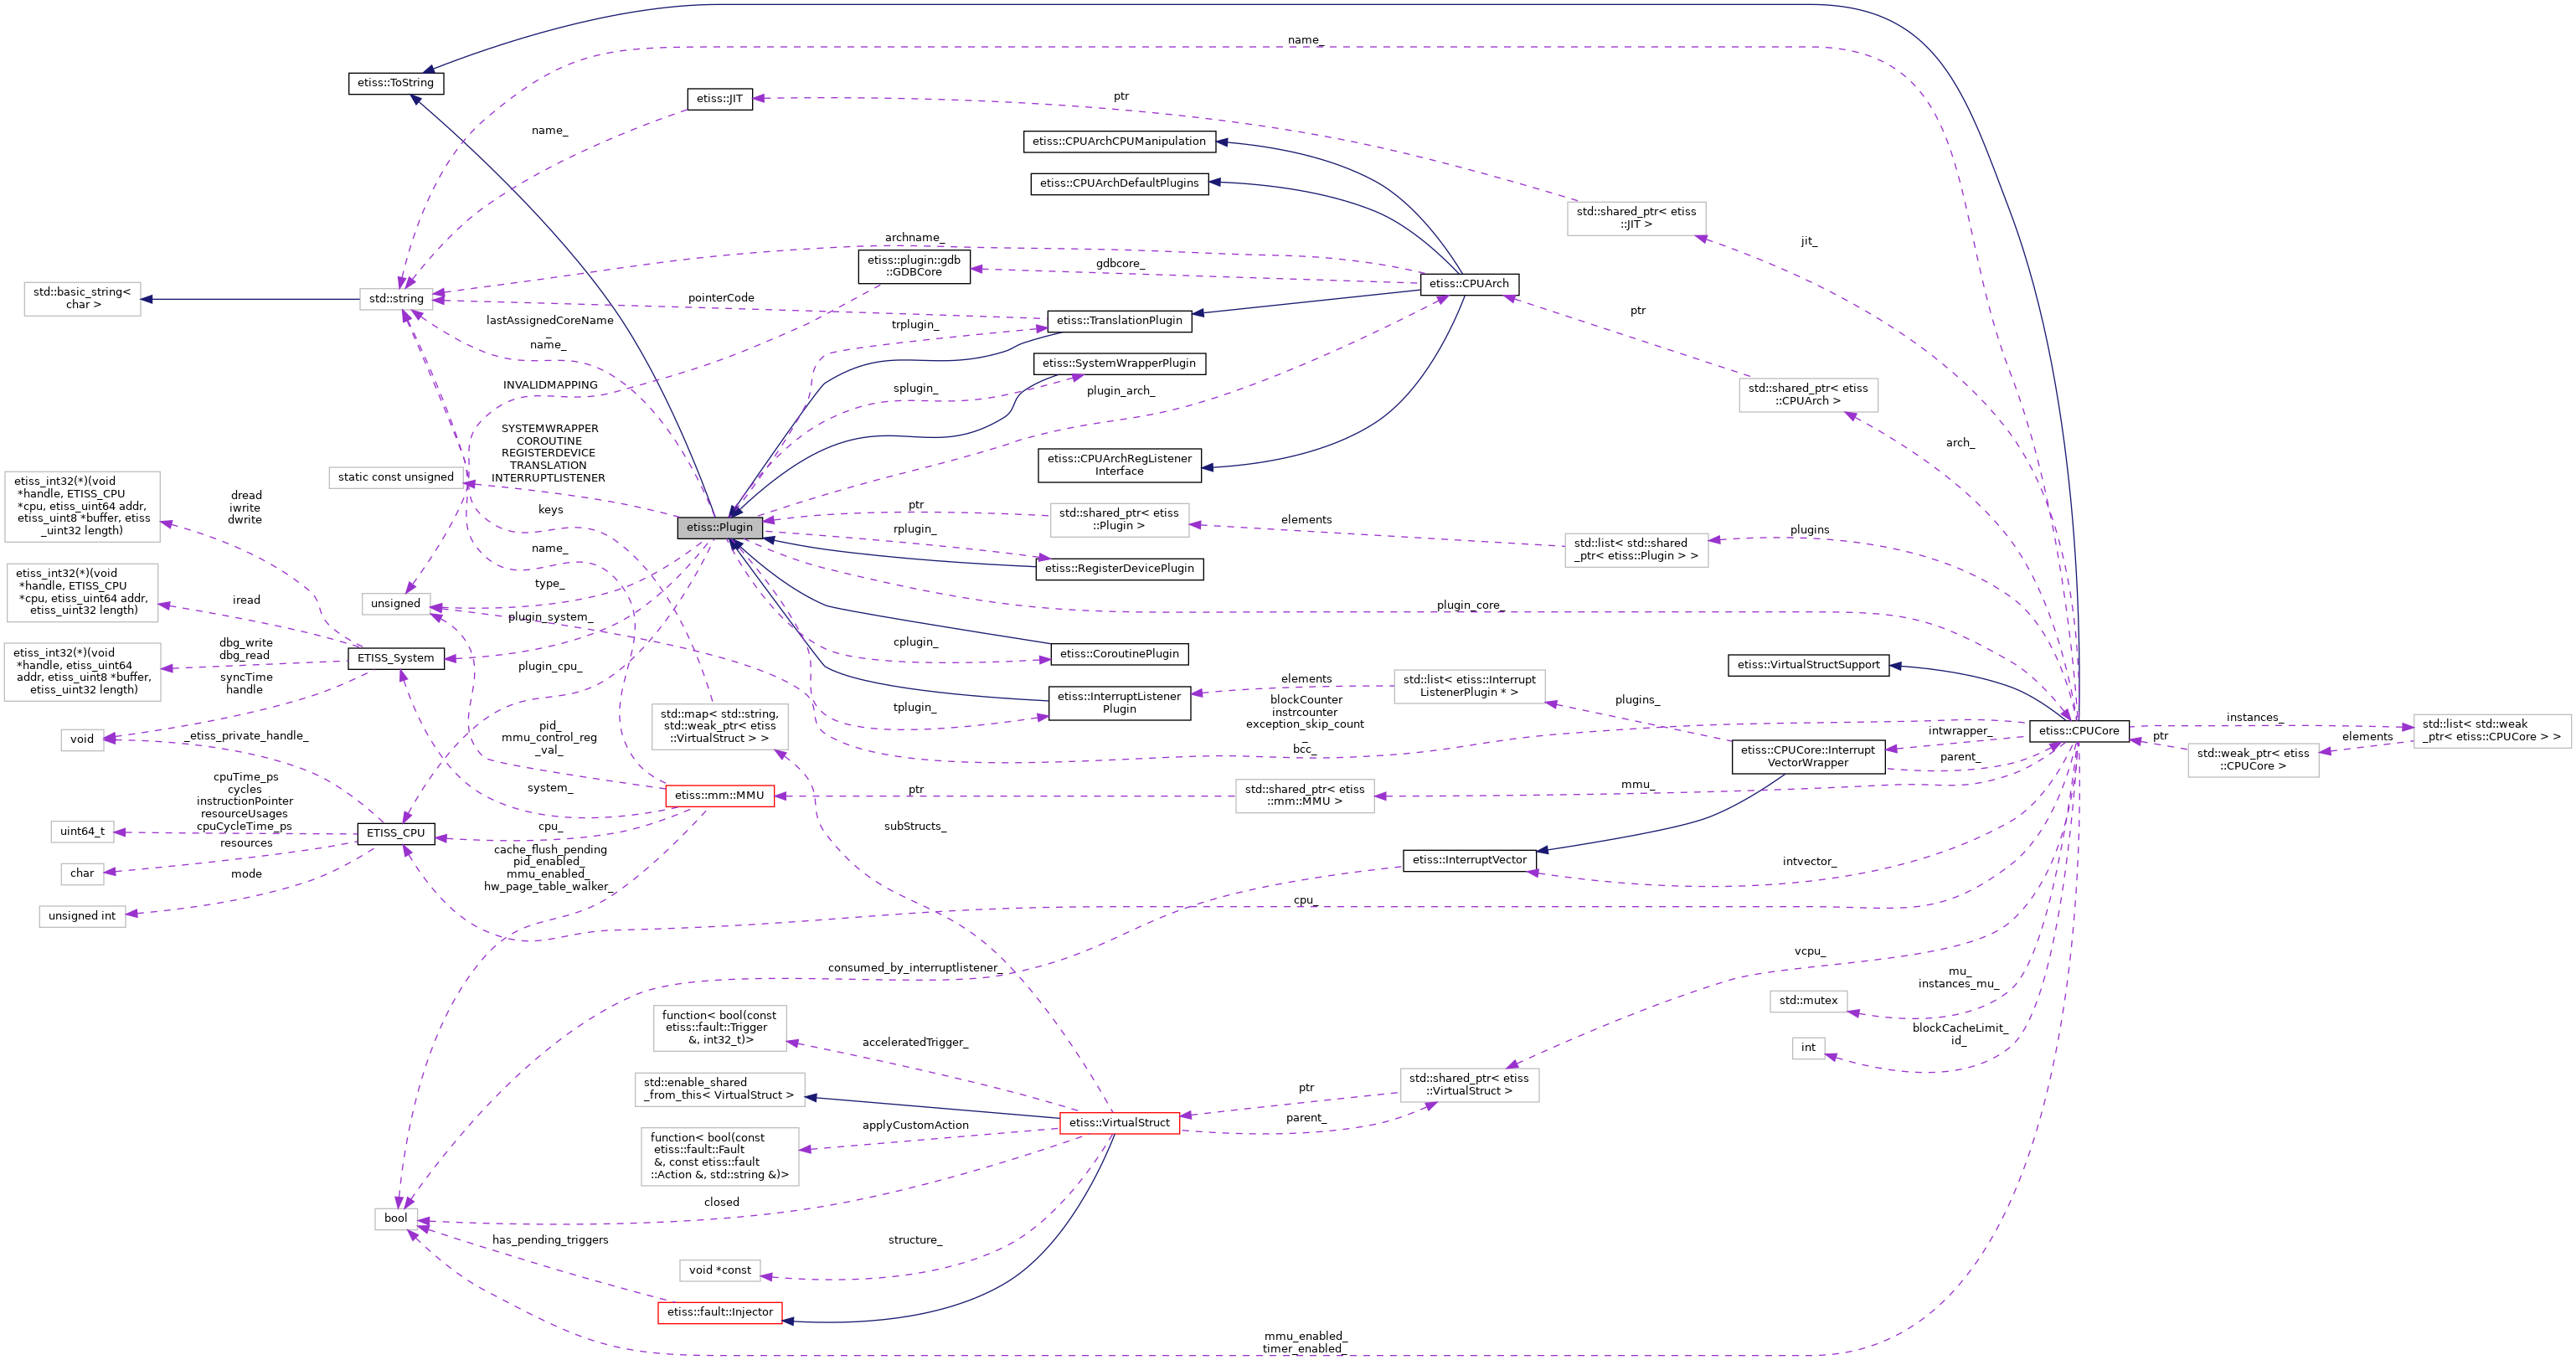 name_
etiss::ToString
etiss::JIT
ptr
name_
etiss::CPUArchCPUManipulation
etiss::CPUArchDefaultPlugins
std::shared_ptr< etiss
::JIT >
jit_
archname_
etiss::plugin::gdb
::GDBCore
gdbcore_
etiss::CPUArch
std::basic_string<
char >
std::string
pointerCode
lastAssignedCoreName
_
name_
trplugin_
etiss::TranslationPlugin
ptr
etiss::SystemWrapperPlugin
INVALIDMAPPING
splugin_
plugin_arch_
std::shared_ptr< etiss
::CPUArch >
SYSTEMWRAPPER
COROUTINE
REGISTERDEVICE
TRANSLATION
INTERRUPTLISTENER
arch_
etiss::CPUArchRegListener
Interface
static const unsigned
etiss_int32(*)(void
*handle, ETISS_CPU
*cpu, etiss_uint64 addr,
etiss_uint8 *buffer, etiss
_uint32 length)
dread
iwrite
dwrite
keys
etiss::Plugin
ptr
rplugin_
std::shared_ptr< etiss
::Plugin >
elements
std::list< std::shared
_ptr< etiss::Plugin > >
plugins
name_
etiss::RegisterDevicePlugin
etiss_int32(*)(void
*handle, ETISS_CPU
*cpu, etiss_uint64 addr,
etiss_uint32 length)
iread
unsigned
type_
plugin_core_
plugin_system_
etiss_int32(*)(void
*handle, etiss_uint64
addr, etiss_uint8 *buffer,
etiss_uint32 length)
dbg_write
dbg_read
ETISS_System
cplugin_
etiss::CoroutinePlugin
etiss::VirtualStructSupport
plugin_cpu_
syncTime
handle
elements
std::list< etiss::Interrupt
ListenerPlugin * >
etiss::InterruptListener
Plugin
tplugin_
plugins_
blockCounter
instrcounter
exception_skip_count
_
bcc_
std::map< std::string,
std::weak_ptr< etiss
::VirtualStruct > >
pid_
mmu_control_reg
_val_
void
_etiss_private_handle_
intwrapper_
etiss::CPUCore
instances_
std::list< std::weak
_ptr< etiss::CPUCore > >
ptr
elements
std::weak_ptr< etiss
::CPUCore >
etiss::CPUCore::Interrupt
VectorWrapper
parent_
mmu_
cpuTime_ps
cycles
instructionPointer
resourceUsages
cpuCycleTime_ps
system_
etiss::mm::MMU
ptr
std::shared_ptr< etiss
::mm::MMU >
uint64_t
ETISS_CPU
cpu_
subStructs_
resources
char
mode
unsigned int
cache_flush_pending
pid_enabled_
mmu_enabled_
hw_page_table_walker_
etiss::InterruptVector
intvector_
cpu_
consumed_by_interruptlistener_
vcpu_
mu_
instances_mu_
std::mutex
function< bool(const
etiss::fault::Trigger
&, int32_t)>
acceleratedTrigger_
blockCacheLimit_
id_
int
std::enable_shared
_from_this< VirtualStruct >
ptr
std::shared_ptr< etiss
::VirtualStruct >
etiss::VirtualStruct
parent_
applyCustomAction
function< bool(const
etiss::fault::Fault
&, const etiss::fault
::Action &, std::string &)>
closed
bool
has_pending_triggers
structure_
void *const
etiss::fault::Injector
mmu_enabled_
timer_enabled_